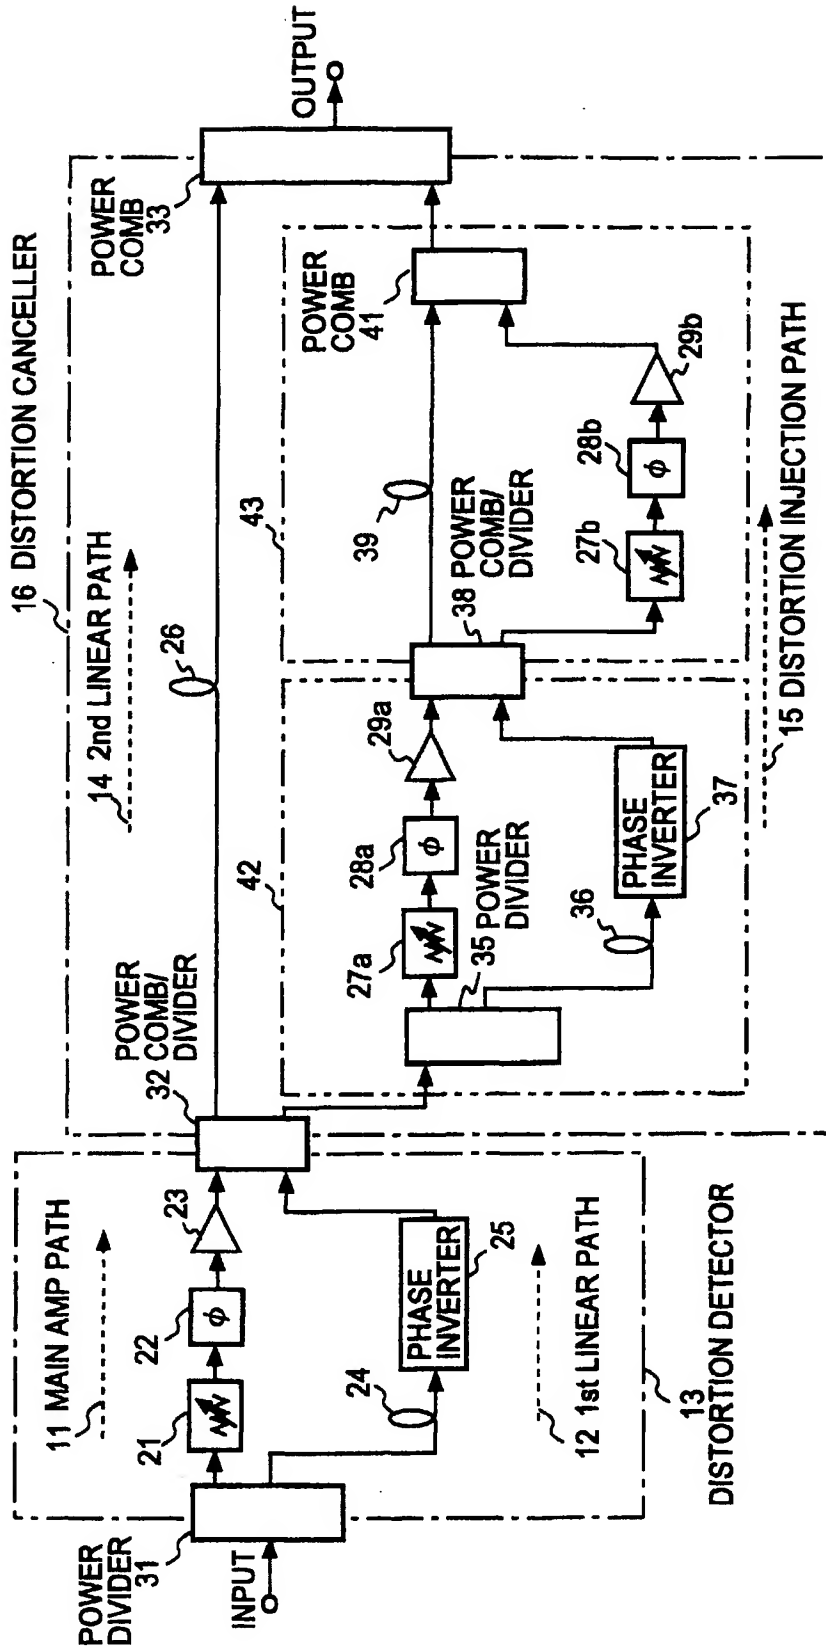 16 DISTORTION CANCELLER
14 2nd LINEAR PATH
POWER
COMB
33
OUTPUT
26
POWER
COMB/
DIVIDER
32
11 MAIN AMP PATH
21
22
ϕ
23
POWER
DIVIDER
31
INPUT
24
PHASE
INVERTER
25
12 1st LINEAR PATH
13
DISTORTION DETECTOR
42
27a
28a
ϕ
29a
35 POWER
DIVIDER
36
PHASE
INVERTER
37
43
38 POWER
COMB/
DIVIDER
39
POWER
COMB
41
27b
28b
ϕ
29b
15 DISTORTION INJECTION PATH